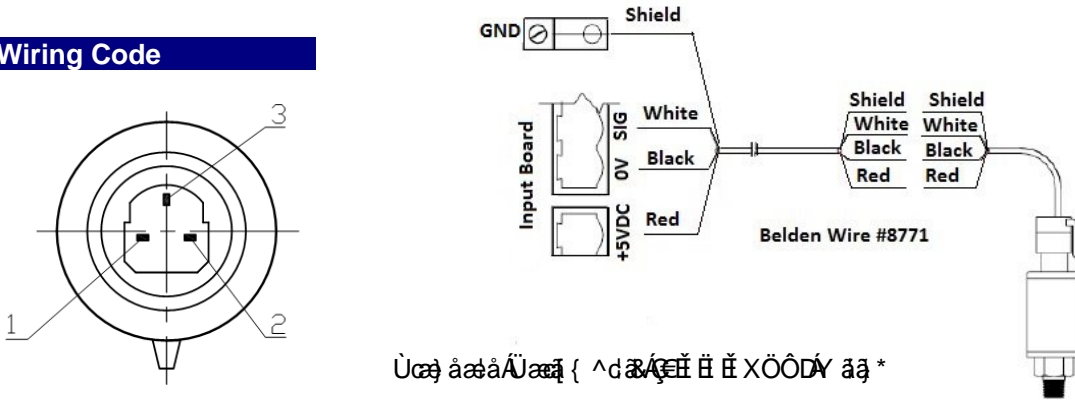 Wiring Code
3
1
2
GND
Shield
Input Board
SIG
0V
+5VDC
White
Black
Red
Shield Shield
White White
Black Black
Red Red
Belden Wire #8771